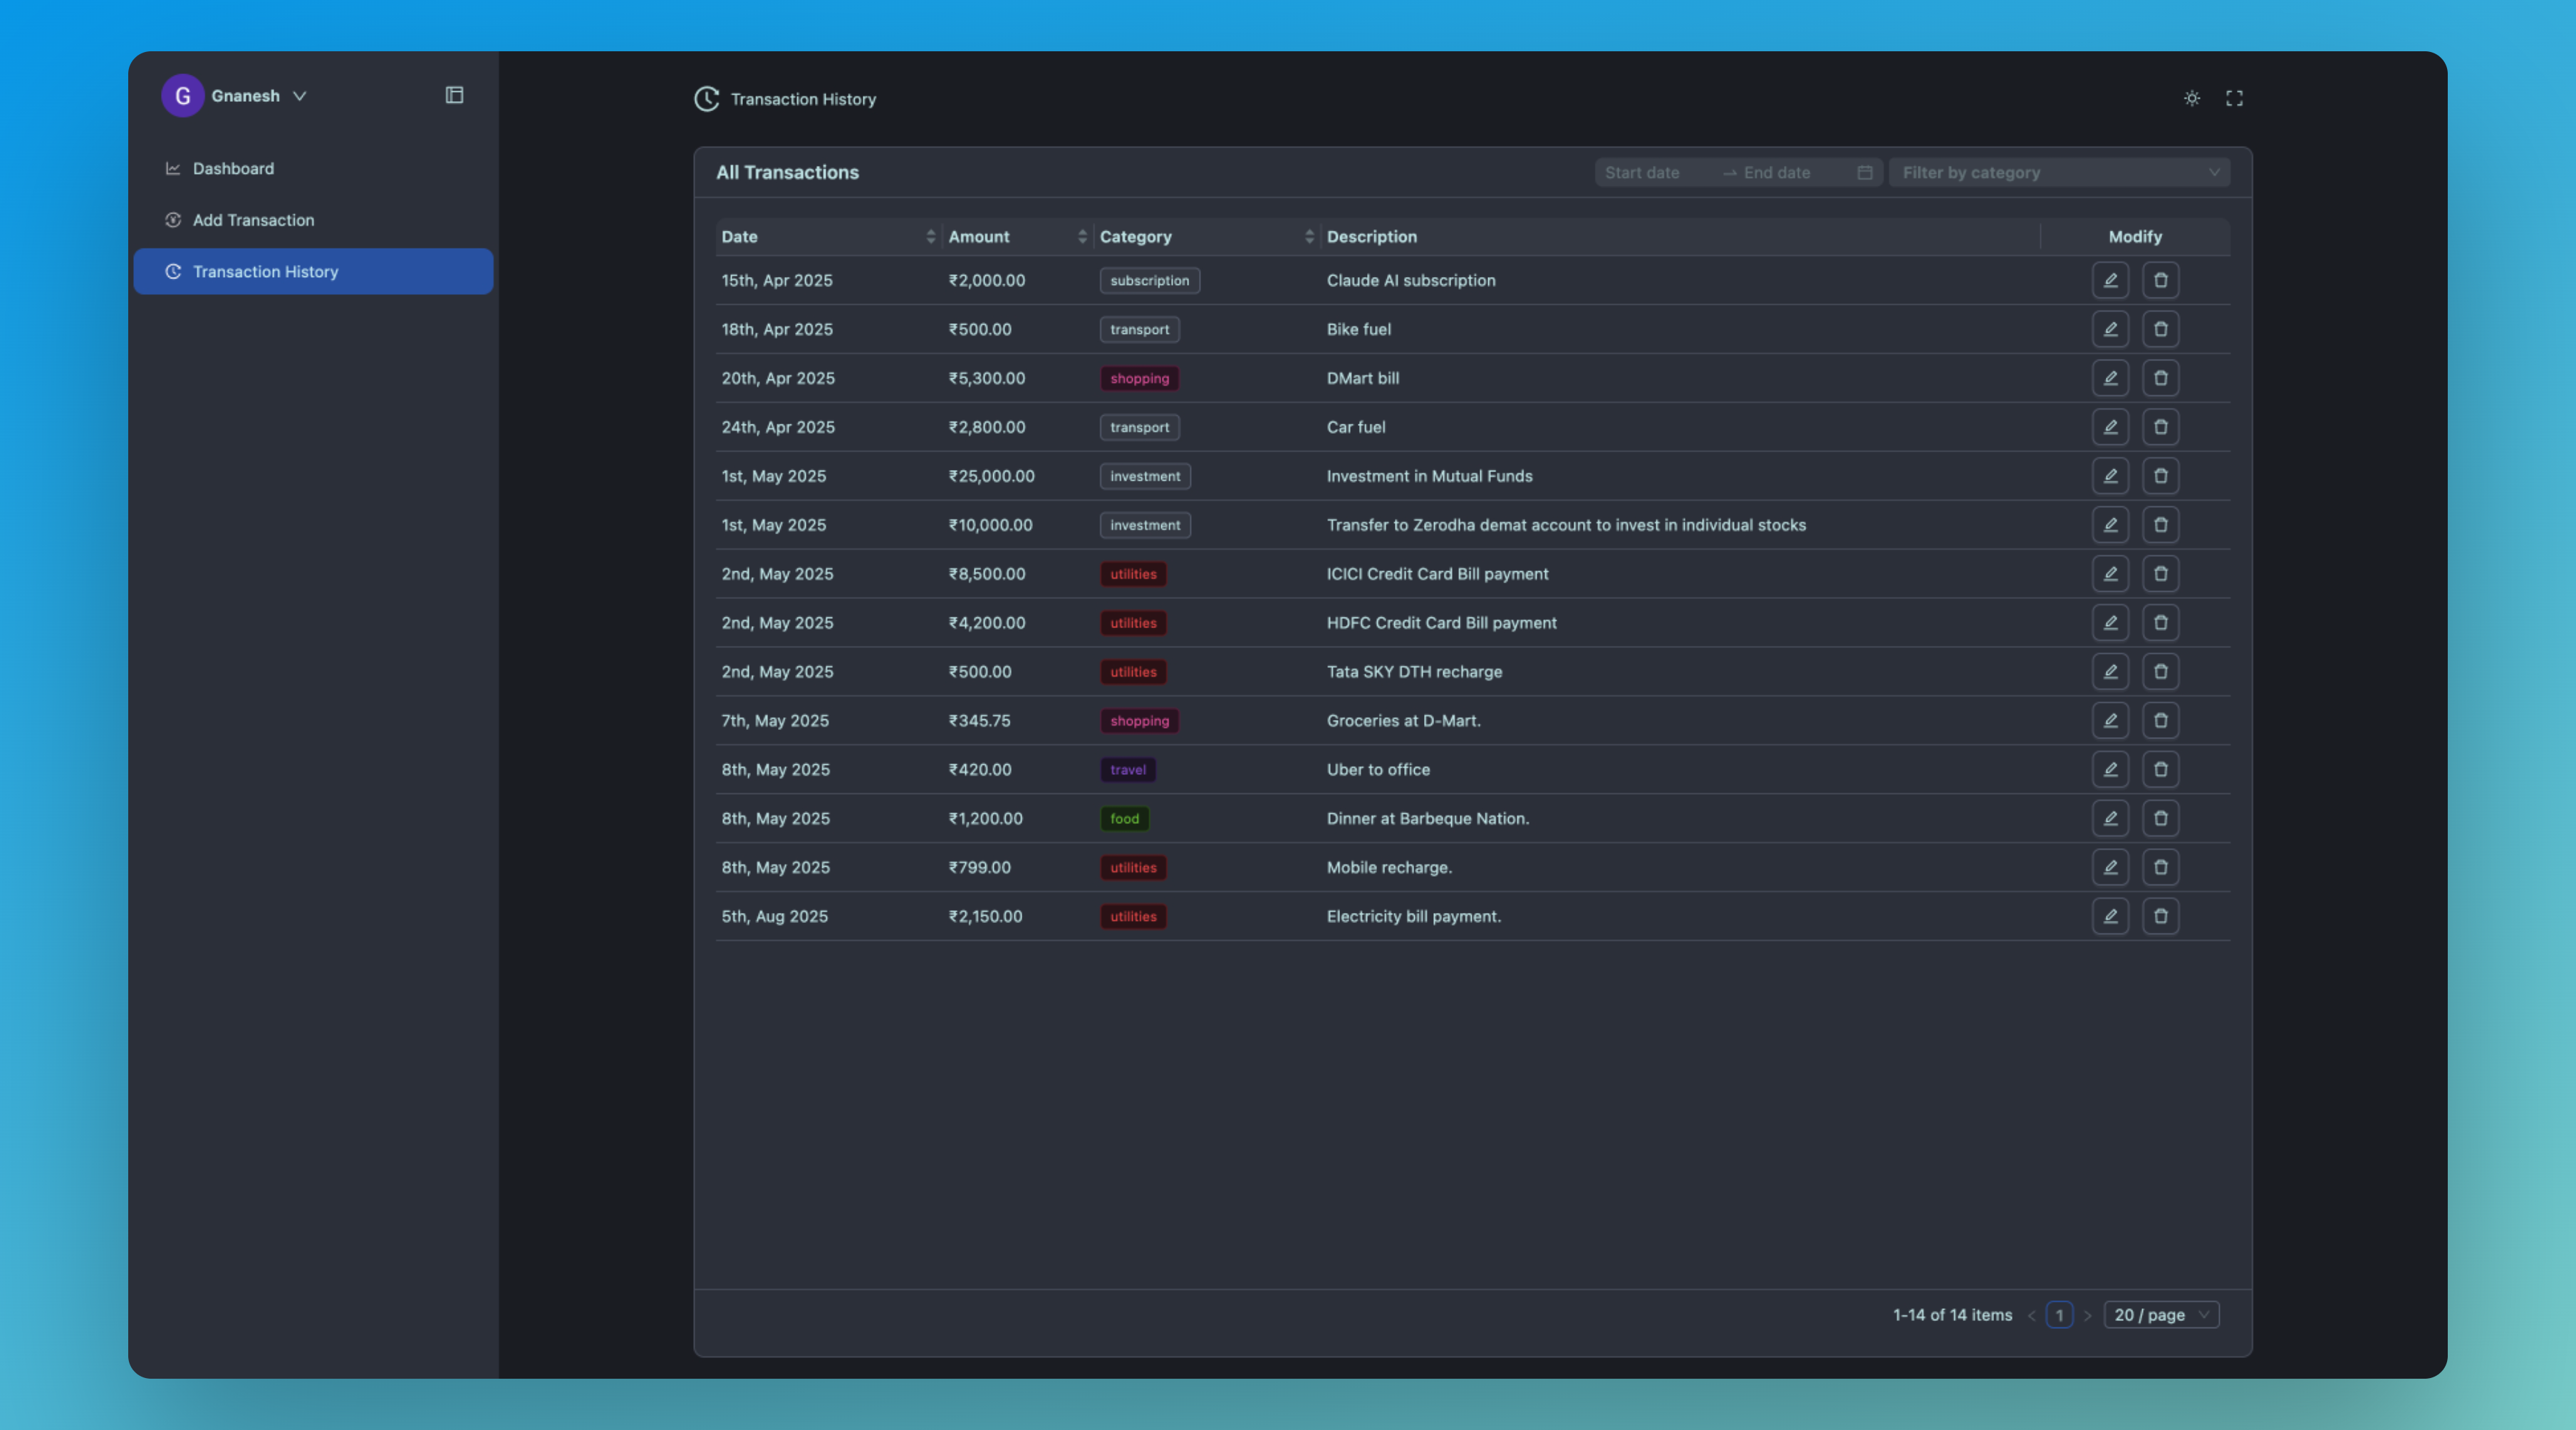 G Gnanesh
Dashboard
Add Transaction
Transaction History
Transaction History
All Transactions Start date End date Filter by category
Date Amount Category Description Modify
15th, Apr 2025 ₹2,000.00 subscription Claude AI subscription
18th, Apr 2025 ₹500.00 transport Bike fuel
20th, Apr 2025 ₹5,300.00 shopping DMart bill
24th, Apr 2025 ₹2,800.00 transport Car fuel
1st, May 2025 ₹25,000.00 investment Investment in Mutual Funds
1st, May 2025 ₹10,000.00 investment Transfer to Zerodha demat account to invest in individual stocks
2nd, May 2025 ₹8,500.00 utilities ICICI Credit Card Bill payment
2nd, May 2025 ₹4,200.00 utilities HDFC Credit Card Bill payment
2nd, May 2025 ₹500.00 utilities Tata SKY DTH recharge
7th, May 2025 ₹345.75 shopping Groceries at D-Mart.
8th, May 2025 ₹420.00 travel Uber to office
8th, May 2025 ₹1,200.00 food Dinner at Barbeque Nation.
8th, May 2025 ₹799.00 utilities Mobile recharge.
5th, Aug 2025 ₹2,150.00 utilities Electricity bill payment.
1-14 of 14 items < 1 > 20 / page